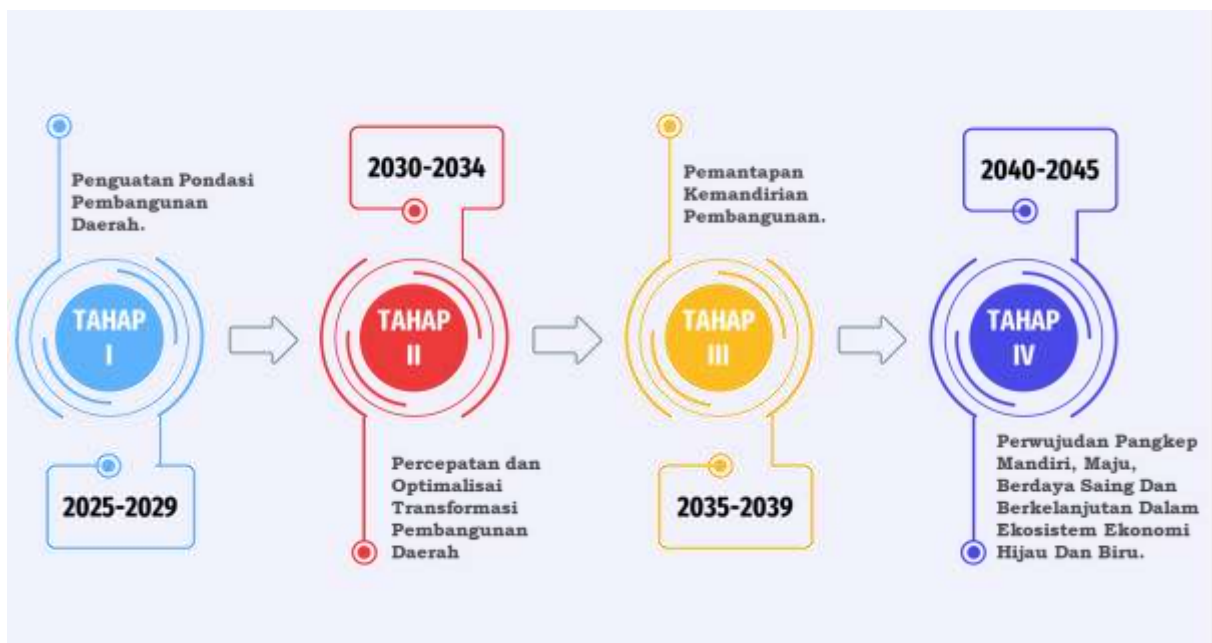 Penguatan Pondasi
Pembangunan
Daerah.
TAHAP
I
2025-2029
2030-2034
TAHAP
II
Percepatan dan
Optimalisai
Transformasi
Pembangunan
Daerah
Pemantapan
Kemandirian
Pembangunan.
TAHAP
III
2035-2039
2040-2045
TAHAP
IV
Perwujudan Pangkep
Mandiri, Maju,
Berdaya Saing Dan
Berkelanjutan Dalam
Ekosistem Ekonomi
Hijau Dan Biru.